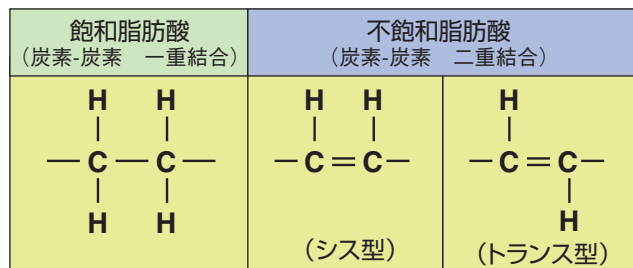 飽和脂肪酸
(炭素-炭素 一重結合)
不飽和脂肪酸
(炭素-炭素 二重結合)
H H
C C
H H
H H
C=C
(シス型)
H
C=C
H
(トランス型)